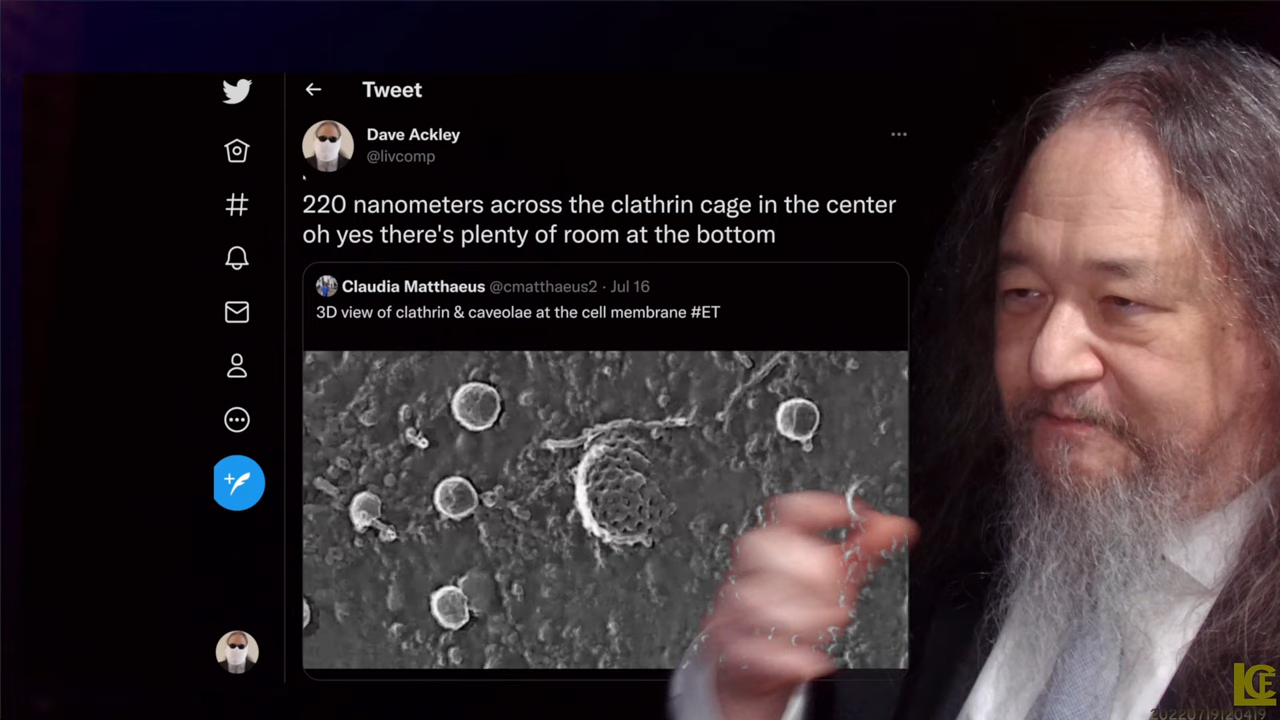 Tweet
Dave Ackley
@livcomp
220 nanometers across the clathrin cage in the center
oh yes there's plenty of room at the bottom
Claudia Matthaeus @cmatthaeus2 · Jul 16
3D view of clathrin & caveolae at the cell membrane #ET